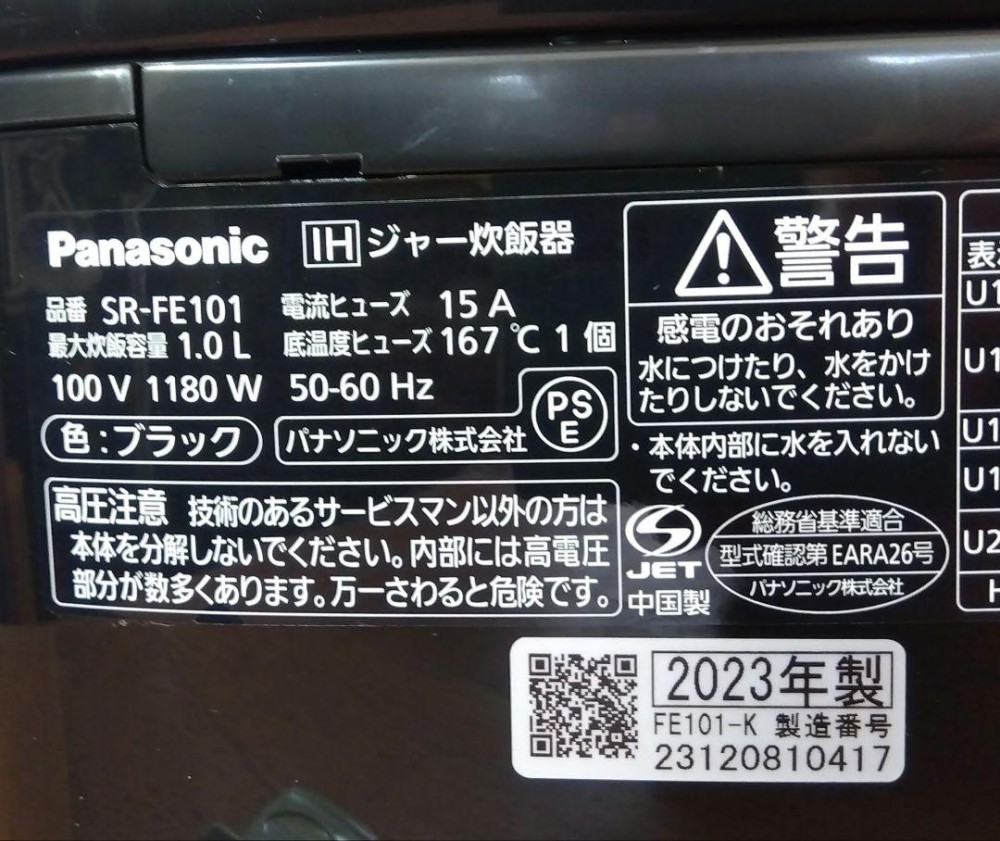 Panasonic IH ジャー炊飯器
品番 SR-FE101 電流ヒューズ 15 A
最大炊飯容量 1.0 L 底温度ヒューズ 167 ℃ 1 個
100 V 1180 W 50-60 Hz
色:ブラック パナソニック株式会社
PS
E
高圧注意 技術のあるサービスマン以外の方は
本体を分解しないでください。内部には高電圧
部分が数多くあります。万一さわると危険です。
警告
感電のおそれあり
水につけたり、水をかけ
たりしないでください。
・本体内部に水を入れない
でください。
JET
中国製
総務省基準適合
型式確認第 EARA26号
パナソニック株式会社
U1
U1
U1
U1
U2
H
2023年製
FE101-K 製造番号
23120810417